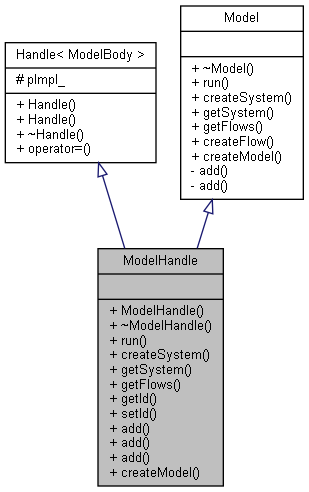 Model
+ ~Model()
+ run()
+ createSystem()
+ getSystem()
+ getFlows()
+ createFlow()
+ createModel()
- add()
- add()
Handle< ModelBody >
# pImpl_
+ Handle()
+ Handle()
+ ~Handle()
+ operator=()
ModelHandle
+ ModelHandle()
+ ~ModelHandle()
+ run()
+ createSystem()
+ getSystem()
+ getFlows()
+ getId()
+ setId()
+ add()
+ add()
+ add()
+ createModel()